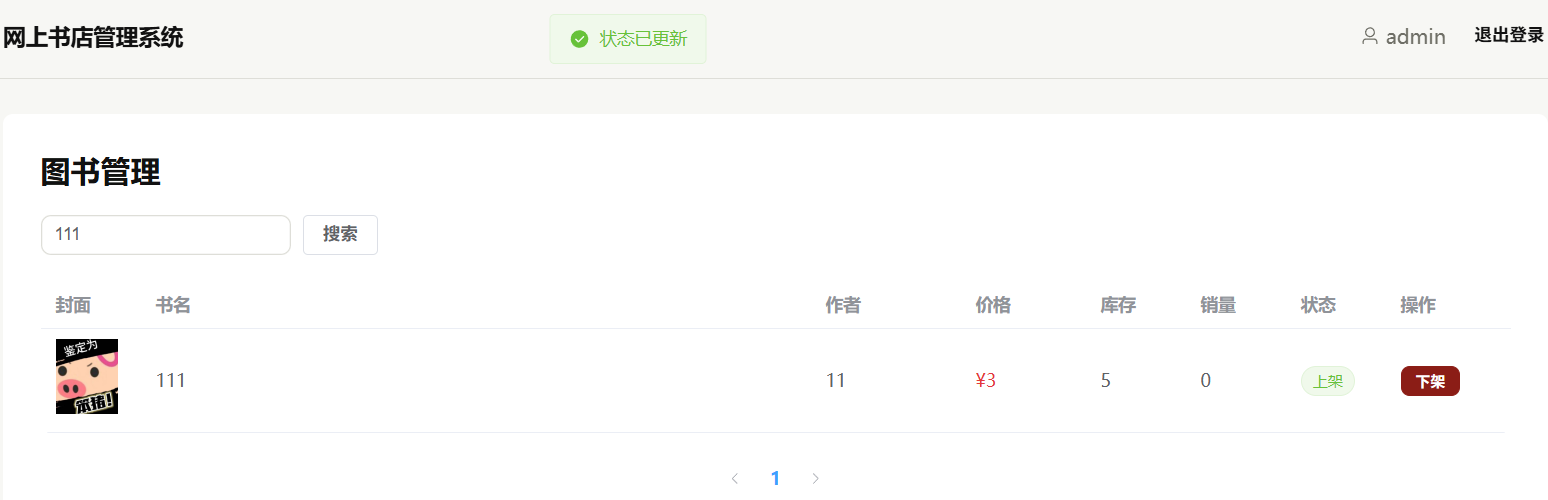 网上书店管理系统
状态已更新
admin
退出登录
图书管理
111
搜索
封面 书名 作者 价格 库存 销量 状态 操作
鉴定为
笨猪!
111 11 ¥3 5 0 上架 下架
1